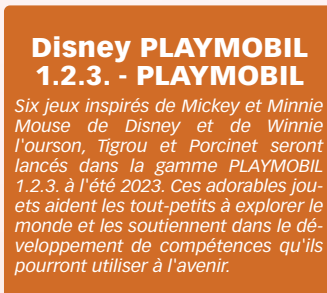 Disney PLAYMOBIL
1.2.3. - PLAYMOBIL
Six jeux inspirés de Mickey et Minnie
Mouse de Disney et de Winnie
l'ourson, Tigrou et Porcinet seront
lancés dans la gamme PLAYMOBIL
1.2.3. à l'été 2023. Ces adorables jou-
ets aident les tout-petits à explorer le
monde et les soutiennent dans le dé-
veloppement de compétences qu'ils
pourront utiliser à l'avenir.